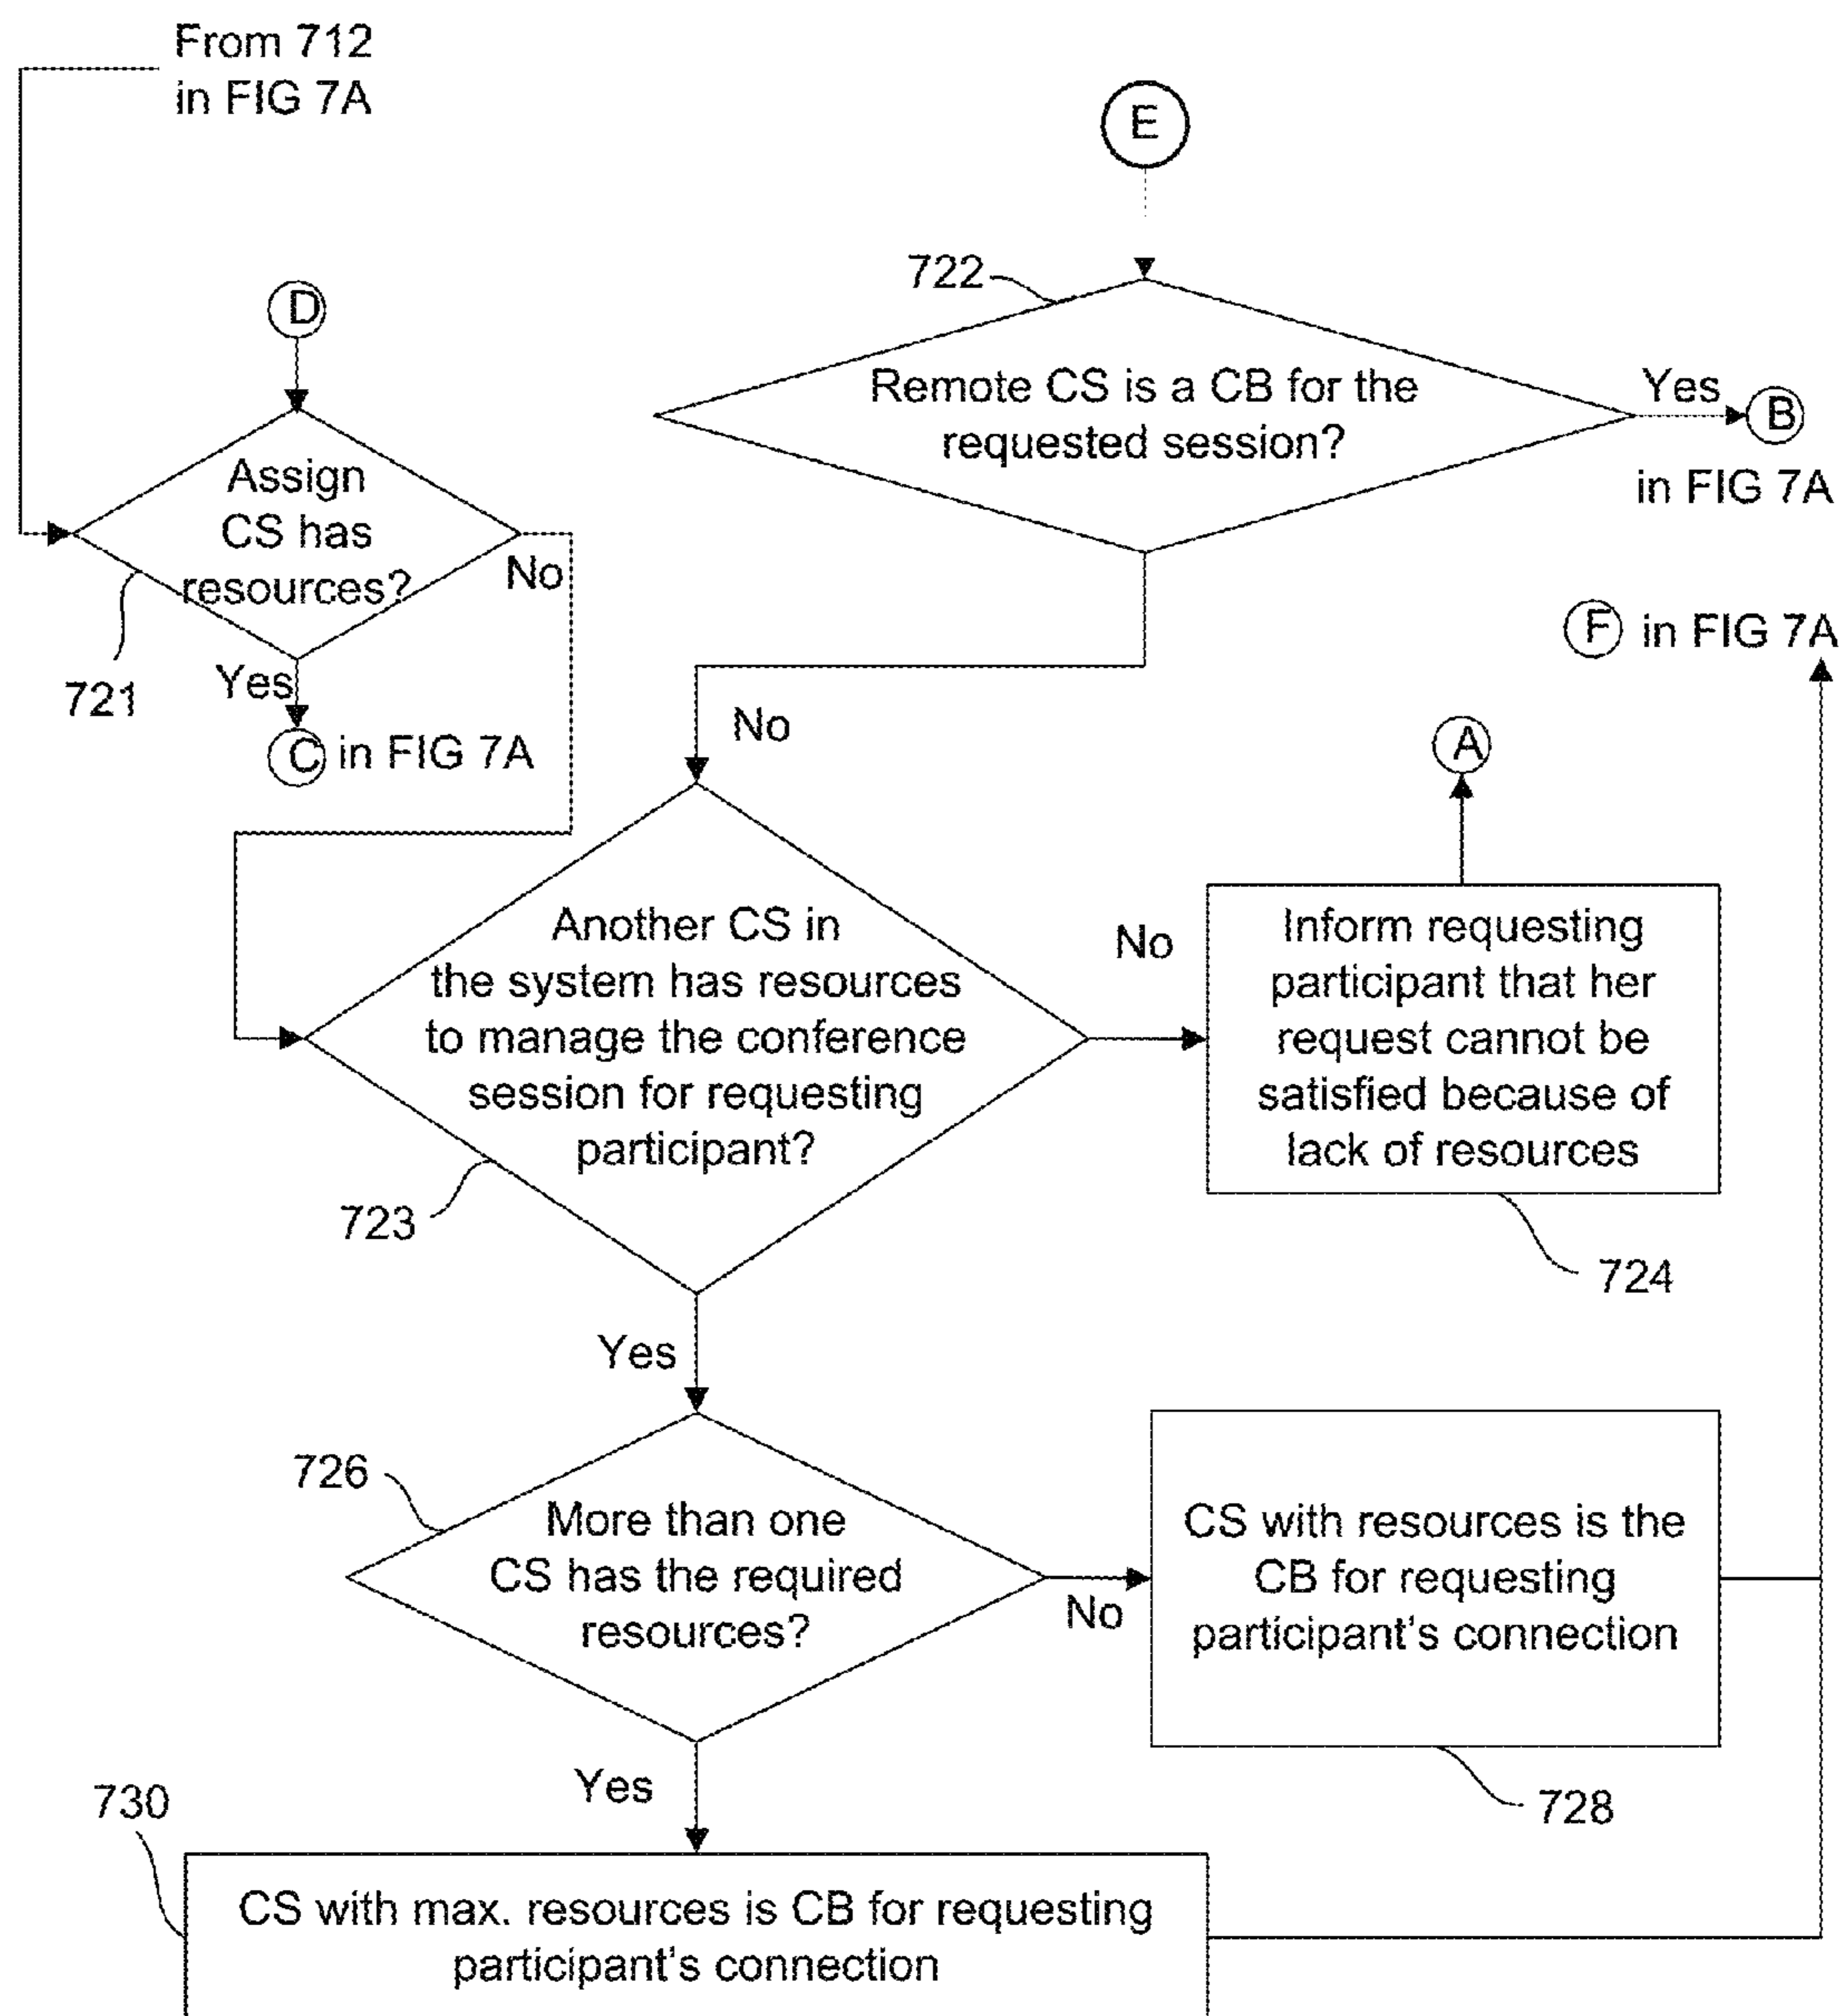 From 712
in FIG 7A
E
722
D
Remote CS is a CB for the
requested session?
Yes
B
in FIG 7A
Assign
CS has
resources?
No
721
Yes
C in FIG 7A
F in FIG 7A
No
A
Another CS in
the system has resources
to manage the conference
session for requesting
participant?
723
No
Inform requesting
participant that her
request cannot be
satisfied because of
lack of resources
724
Yes
726
More than one
CS has the required
resources?
No
CS with resources is the
CB for requesting
participant's connection
728
Yes
730
CS with max. resources is CB for requesting
participant's connection